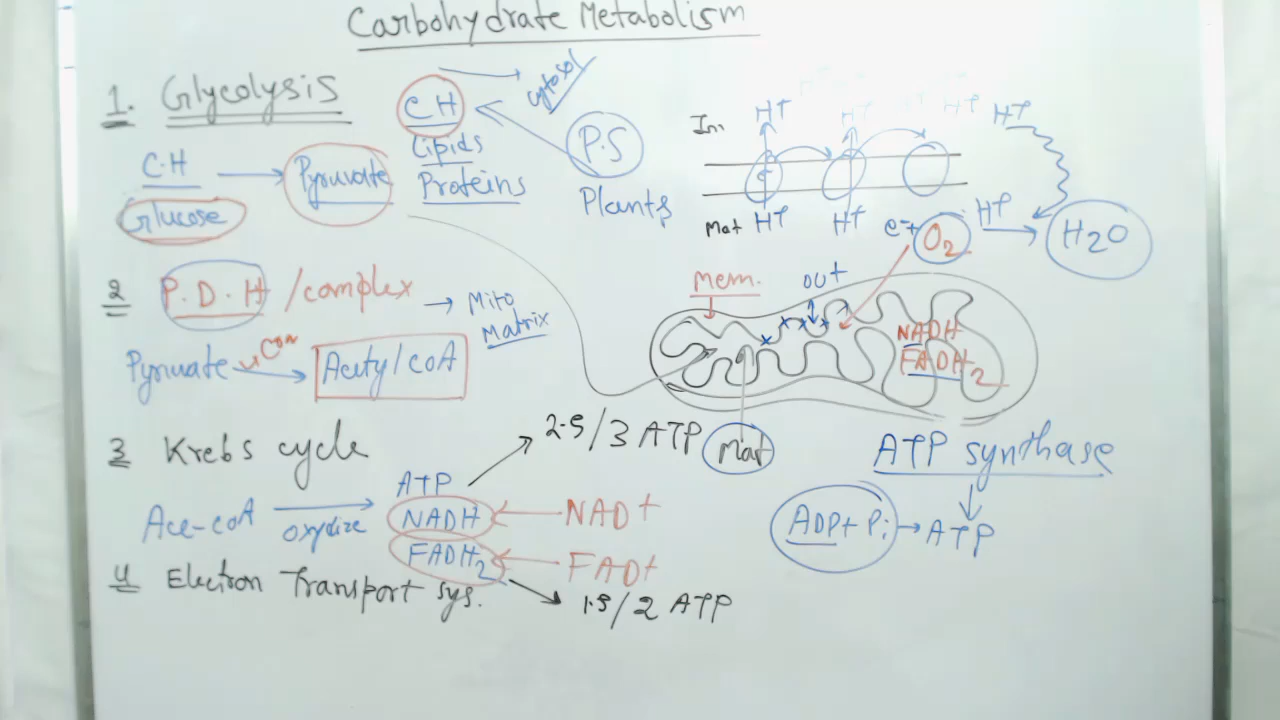 Carbohydrate Metabolism
1. Glycolysis
CH
cytosol
Lipids
Proteins
P.S
Plants
C.H
Pyruvate
Glucose
2 P.D.H /complex
Mito
Matrix
Pyruvate
CoA
Acetyl CoA
3 Krebs cycle
Ace-coA
oxydize
ATP
NADH
FADH2
NAD+
FAD+
2.5/3 ATP
1.5/2 ATP
4 Electron Transport sys.
H+ H+ H+ H+
Mat H+ H+ e- O2 H+ H2O
Mem. out
NADH
FADH2
Mat
ATP synthase
ADP+Pi
ATP